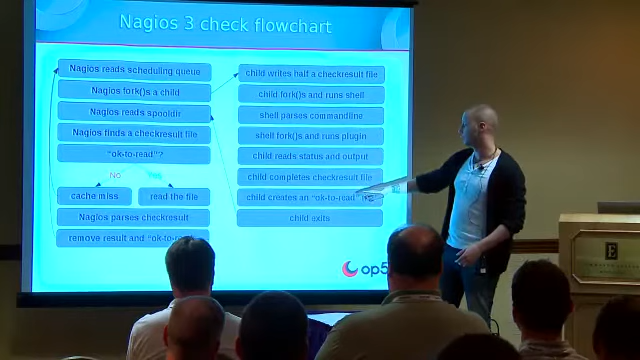 Nagios 3 check flowchart
Nagios reads scheduling queue
Nagios fork()s a child
Nagios reads spooldir
Nagios finds a checkresult file
"ok-to-read"?
No
cache miss
read the file
Nagios parses checkresult
remove result and "ok-to-
child writes half a checkresult file
child fork()s and runs shell
shell parses commandline
shell fork()s and runs plugin
child reads status and output
child completes checkresult file
child creates an "ok-to-read"
child exits
op5
E